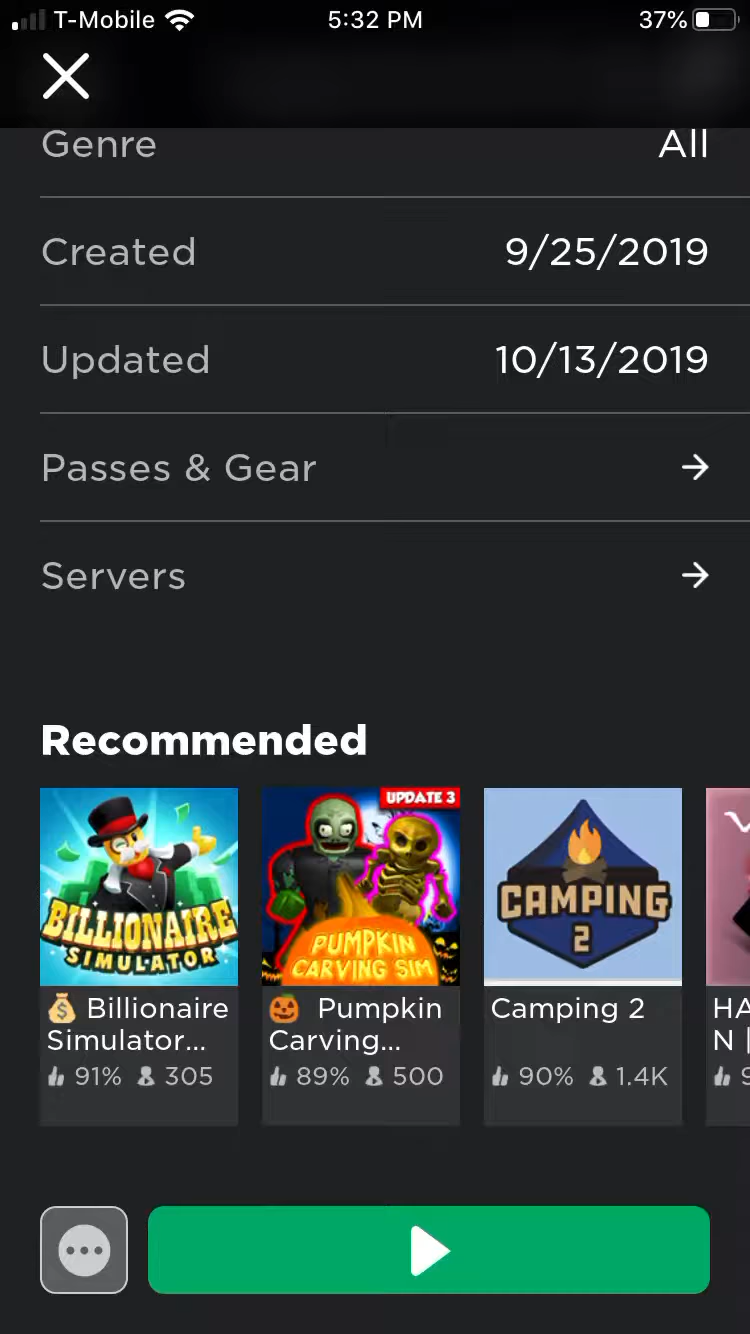 T-Mobile 5:32 PM 37%
Genre All
Created 9/25/2019
Updated 10/13/2019
Passes & Gear
Servers
Recommended
BILLIONAIRE
SIMULATOR
UPDATE 3
PUMPKIN
CARVING SIM
CAMPING
2
💰 Billionaire
Simulator...
91% 305
🎃 Pumpkin
Carving...
89% 500
Camping 2
90% 1.4K
HA
N |
9